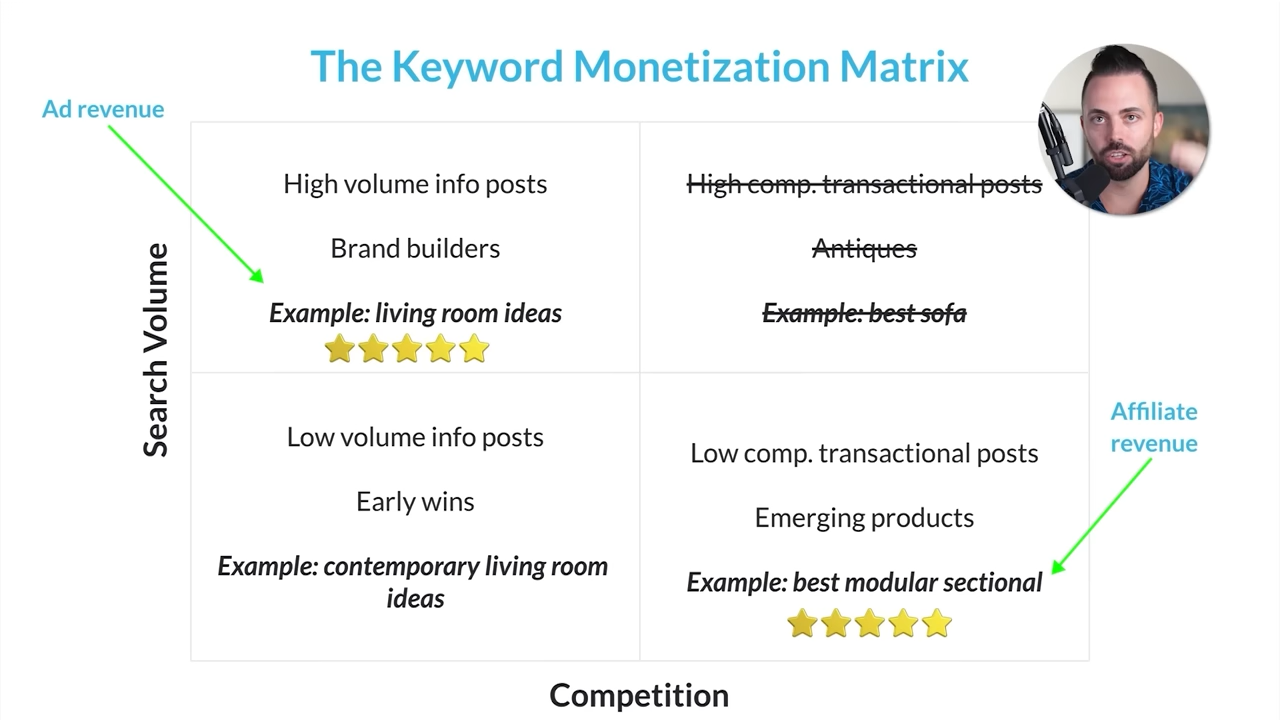 The Keyword Monetization Matrix
Ad revenue
High volume info posts
Brand builders
Example: living room ideas
High comp. transactional posts
Antiques
Example: best sofa
Search Volume
Low volume info posts
Early wins
Example: contemporary living room
ideas
Low comp. transactional posts
Emerging products
Example: best modular sectional
Affiliate
revenue
Competition